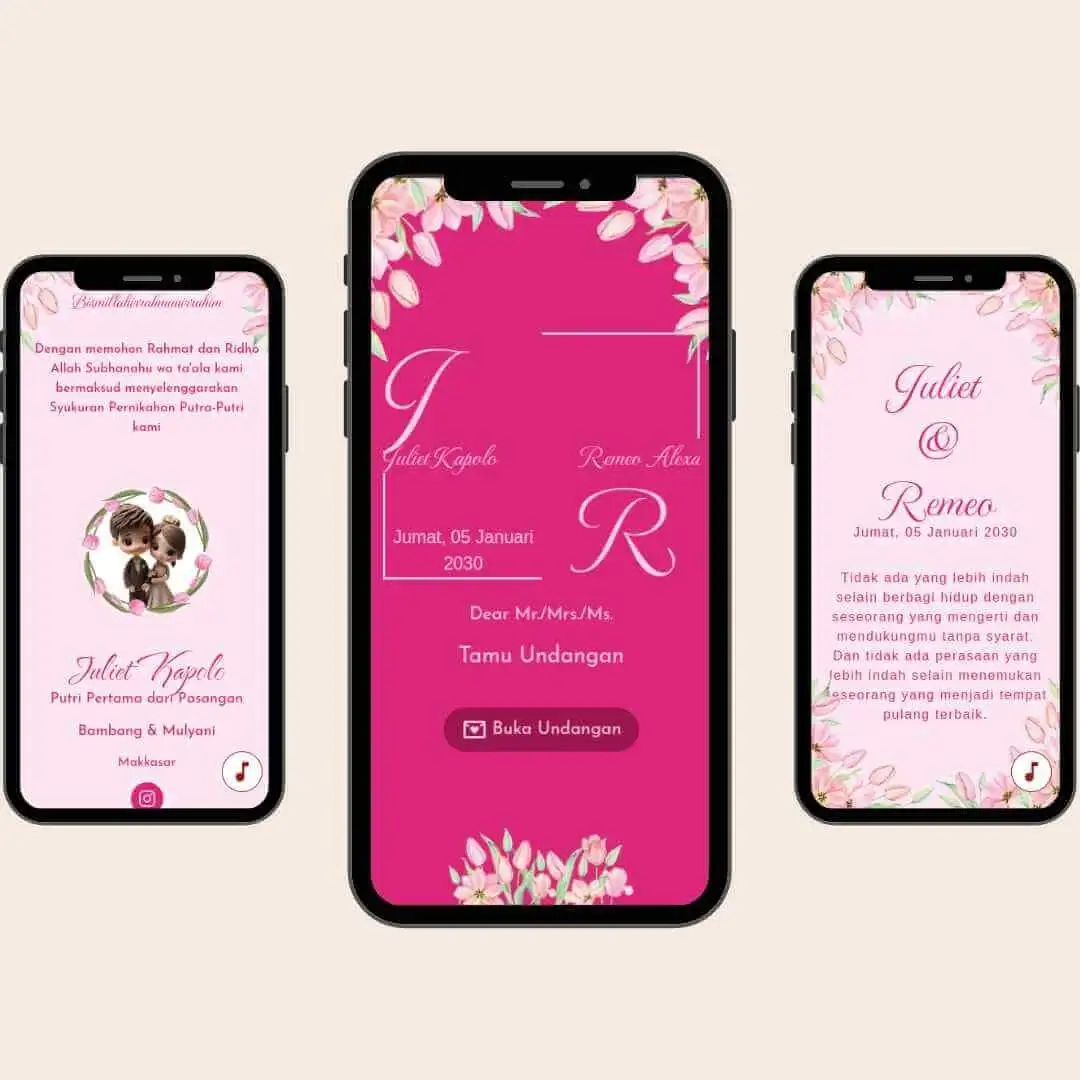 Bismillahirrahmanirrahim
Dengan memohon Rahmat dan Ridho
Allah Subhanahu wa ta'ala kami
bermaksud menyelenggarakan
Syukuran Pernikahan Putra-Putri
kami
Juliet Kapolo
Putri Pertama dari Pasangan
Bambang & Mulyani
Makkasar
J
Juliet Kapolo
Remeo Alexa
R
Jumat, 05 Januari
2030
Dear Mr./Mrs./Ms.
Tamu Undangan
Buka Undangan
Juliet
&
Remeo
Jumat, 05 Januari 2030
Tidak ada yang lebih indah
selain berbagi hidup dengan
seseorang yang mengerti dan
mendukungmu tanpa syarat.
Dan tidak ada perasaan yang
lebih indah selain menemukan
seseorang yang menjadi tempat
pulang terbaik.